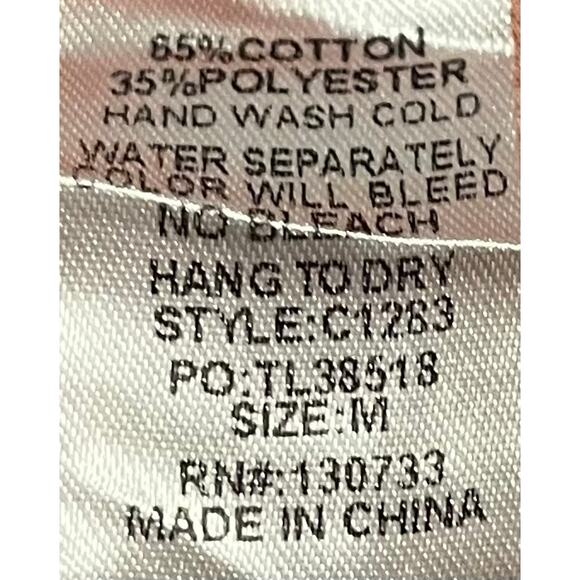 65%COTTON
35%POLYESTER
HAND WASH COLD
WATER SEPARATELY
COLOR WILL BLEED
NO BLEACH
HANG TO DRY
STYLE:C1263
PO:TL38518
SIZE:M
RN#:130733
MADE IN CHINA